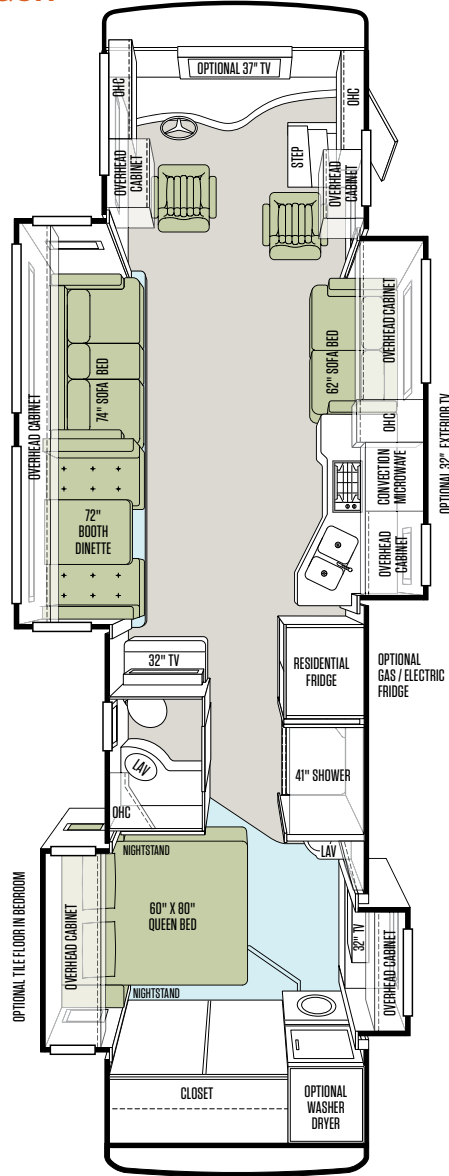 OPTIONAL 37" TV
OHC
OHC
OVERHEAD
CABINET
STEP
OVERHEAD
CABINET
OVERHEAD CABINET
74" SOFA BED
62" SOFA BED
OVERHEAD CABINET
OHC
CONVECTION
MICROWAVE
OPTIONAL 32" EXTERIOR TV
72"
BOOTH
DINETTE
OVERHEAD
CABINET
32" TV
RESIDENTIAL
FRIDGE
OPTIONAL
GAS / ELECTRIC
FRIDGE
LAV
41" SHOWER
OHC
NIGHTSTAND
LAV
OPTIONAL TILE FLOOR IN BEDROOM
OVERHEAD CABINET
60" X 80"
QUEEN BED
32" TV
OVERHEAD CABINET
NIGHTSTAND
CLOSET
OPTIONAL
WASHER
DRYER